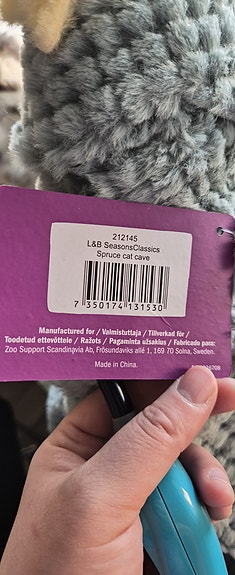 212145
L&B SeasonsClassics
Spruce cat cave
7 350174 131530
Manufactured for / Valmistuttaja / Tillverkad för /
Toodetud ettevõttele / Ražots / Pagaminta užsakius / Fabricado para:
Zoo Support Scandinavia Ab, Frösundaviks allé 1, 169 70 Solna, Sweden.
Made in China.